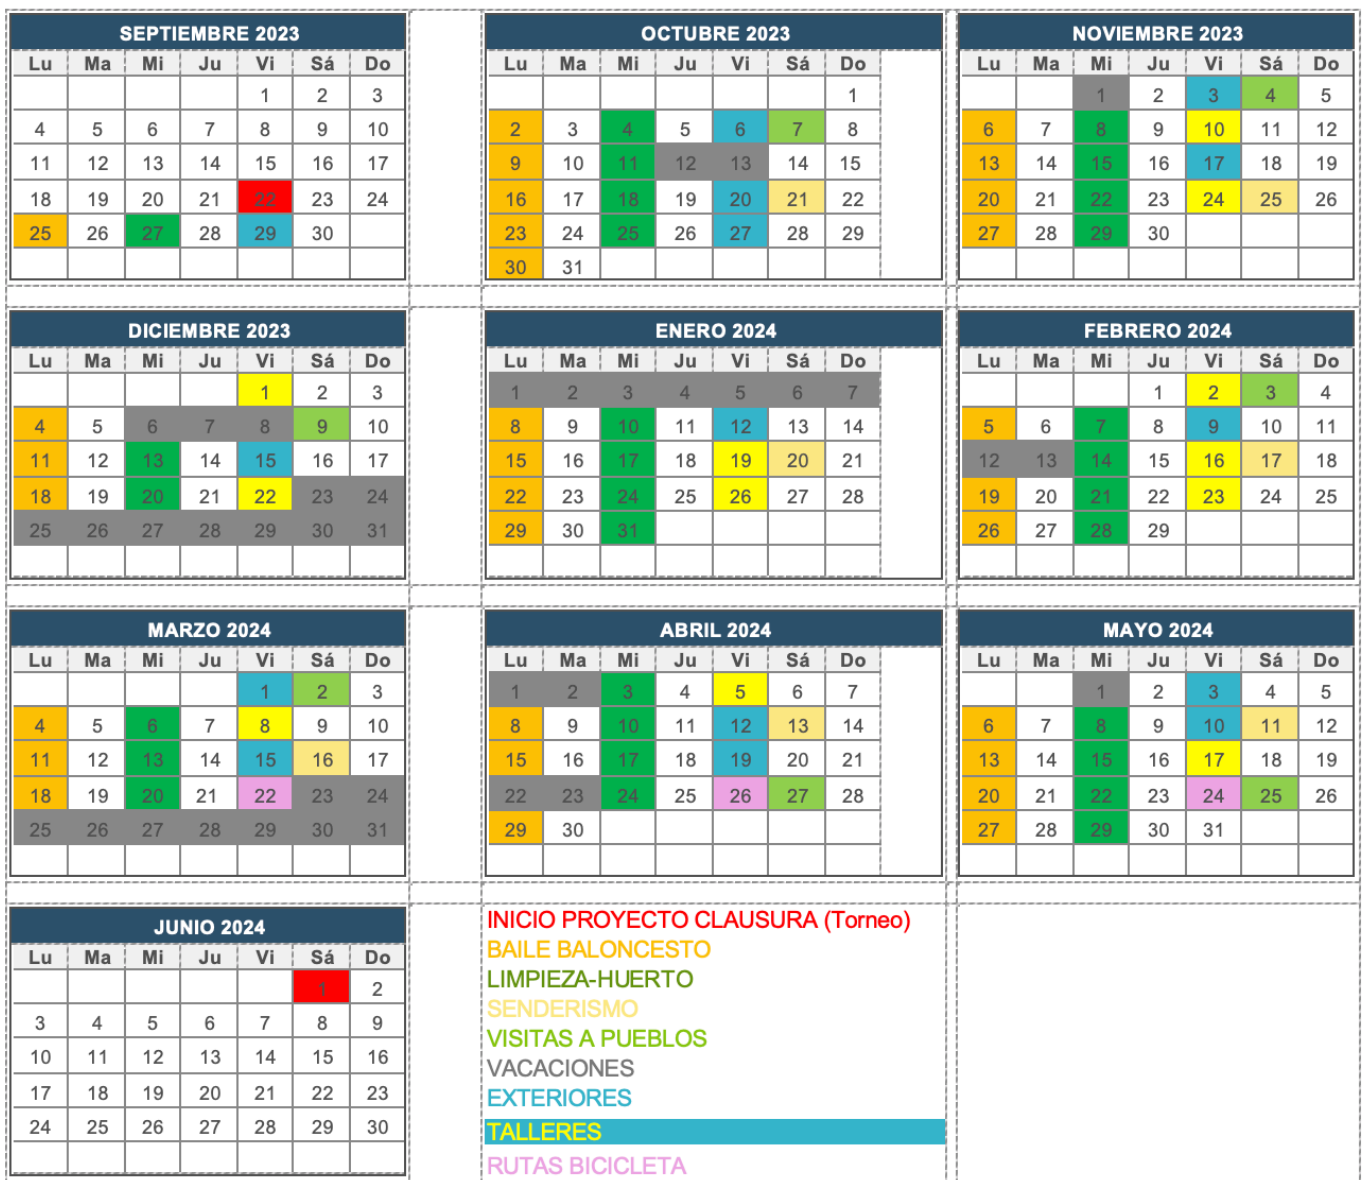 SEPTIEMBRE 2023
Lu Ma Mi Ju Vi Sá Do
1 2 3
4 5 6 7 8 9 10
11 12 13 14 15 16 17
18 19 20 21 22 23 24
25 26 27 28 29 30
OCTUBRE 2023
Lu Ma Mi Ju Vi Sá Do
1
2 3 4 5 6 7 8
9 10 11 12 13 14 15
16 17 18 19 20 21 22
23 24 25 26 27 28 29
30 31
NOVIEMBRE 2023
Lu Ma Mi Ju Vi Sá Do
1 2 3 4 5
6 7 8 9 10 11 12
13 14 15 16 17 18 19
20 21 22 23 24 25 26
27 28 29 30
DICIEMBRE 2023
Lu Ma Mi Ju Vi Sá Do
1 2 3
4 5 6 7 8 9 10
11 12 13 14 15 16 17
18 19 20 21 22 23 24
25 26 27 28 29 30 31
ENERO 2024
Lu Ma Mi Ju Vi Sá Do
1 2 3 4 5 6 7
8 9 10 11 12 13 14
15 16 17 18 19 20 21
22 23 24 25 26 27 28
29 30 31
FEBRERO 2024
Lu Ma Mi Ju Vi Sá Do
1 2 3 4
5 6 7 8 9 10 11
12 13 14 15 16 17 18
19 20 21 22 23 24 25
26 27 28 29
MARZO 2024
Lu Ma Mi Ju Vi Sá Do
1 2 3
4 5 6 7 8 9 10
11 12 13 14 15 16 17
18 19 20 21 22 23 24
25 26 27 28 29 30 31
ABRIL 2024
Lu Ma Mi Ju Vi Sá Do
1 2 3 4 5 6 7
8 9 10 11 12 13 14
15 16 17 18 19 20 21
22 23 24 25 26 27 28
29 30
MAYO 2024
Lu Ma Mi Ju Vi Sá Do
1 2 3 4 5
6 7 8 9 10 11 12
13 14 15 16 17 18 19
20 21 22 23 24 25 26
27 28 29 30 31
JUNIO 2024
Lu Ma Mi Ju Vi Sá Do
1 2
3 4 5 6 7 8 9
10 11 12 13 14 15 16
17 18 19 20 21 22 23
24 25 26 27 28 29 30
INICIO PROYECTO CLAUSURA (Torneo)
BAILE BALONCESTO
LIMPIEZA-HUERTO
SENDERISMO
VISITAS A PUEBLOS
VACACIONES
EXTERIORES
TALLERES
RUTAS BICICLETA